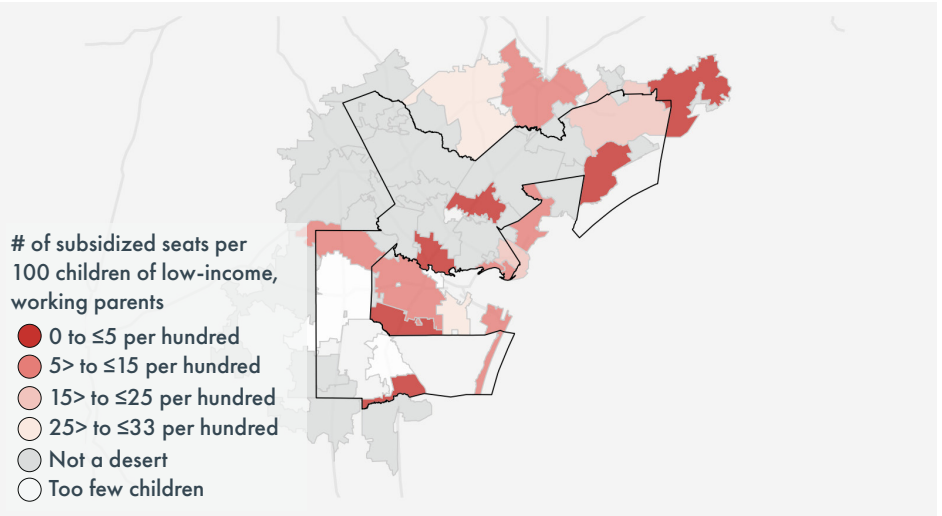 # of subsidized seats per
100 children of low-income,
working parents
0 to ≤5 per hundred
5> to ≤15 per hundred
15> to ≤25 per hundred
25> to ≤33 per hundred
Not a desert
Too few children